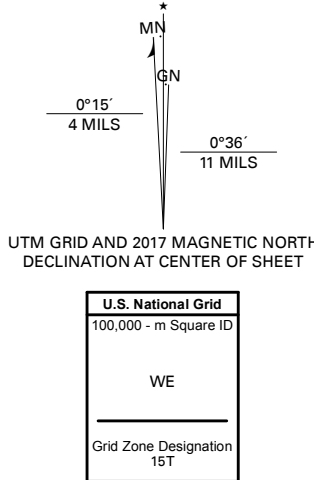 MN
GN
0°15´
4 MILS
0°36´
11 MILS
UTM GRID AND 2017 MAGNETIC NORTH
DECLINATION AT CENTER OF SHEET
U.S. National Grid
100,000 - m Square ID
WE
Grid Zone Designation
15T